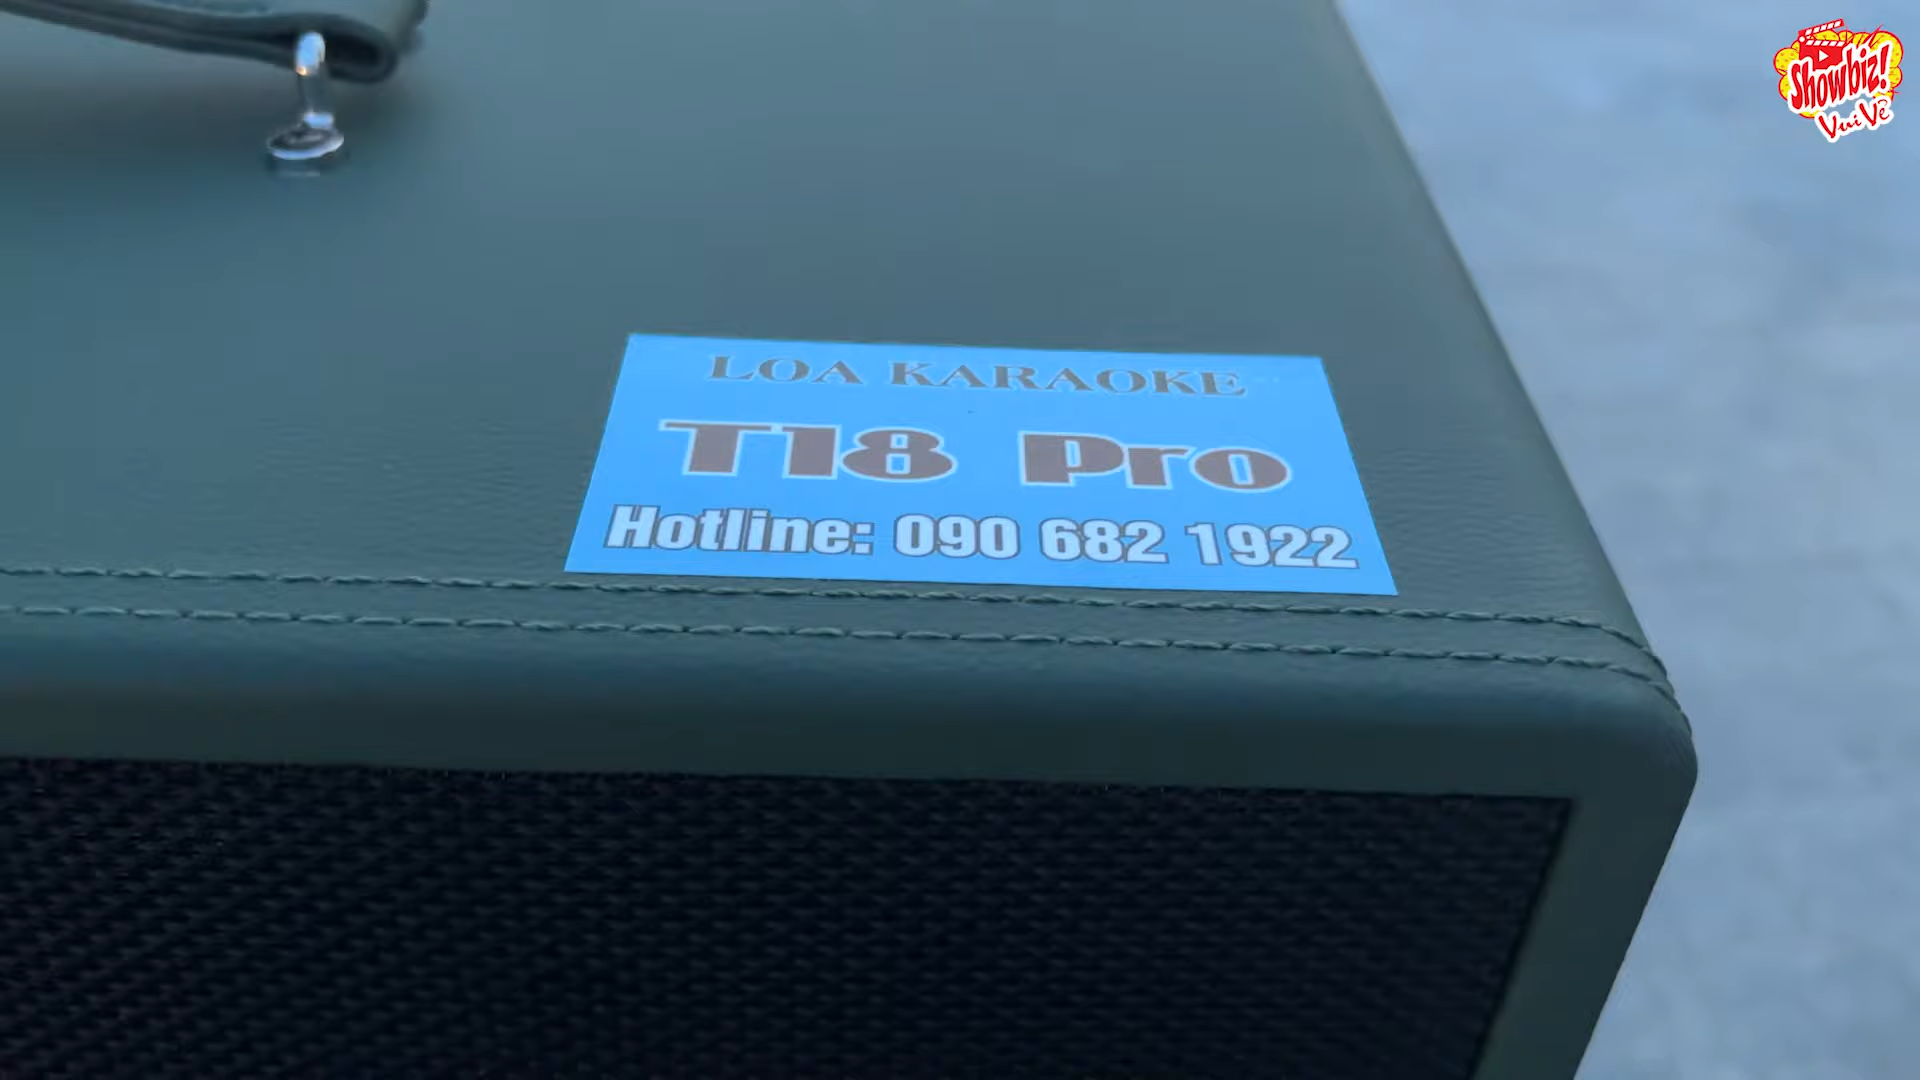 Showbiz!
Vui Vẻ
LOA KARAOKE
T18 Pro
Hotline: 090 682 1922